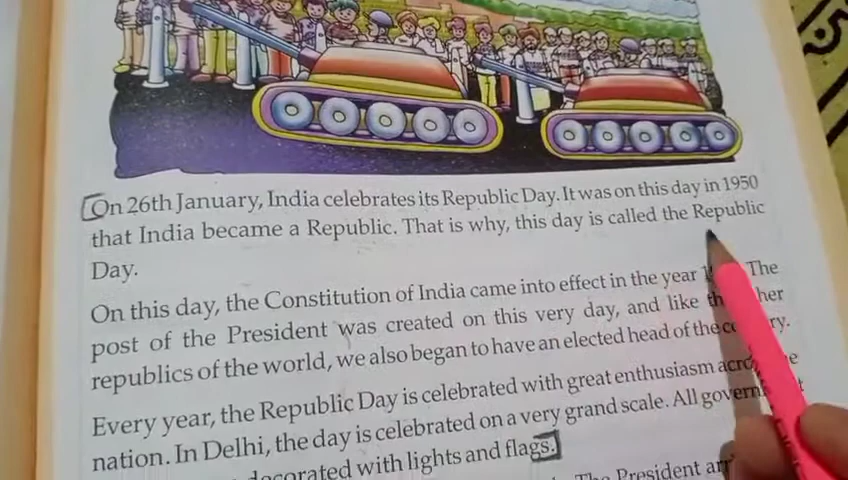 On 26th January, India celebrates its Republic Day. It was on this day in 1950
that India became a Republic. That is why, this day is called the Republic
Day.
On this day, the Constitution of India came into effect in the year The
post of the President was created on this very day, and like
republics of the world, we also began to have an elected head of the
Every year, the Republic Day is celebrated with great enthusiasm
nation. In Delhi, the day is celebrated on a very grand scale. All
decorated with lights and flags.
The President